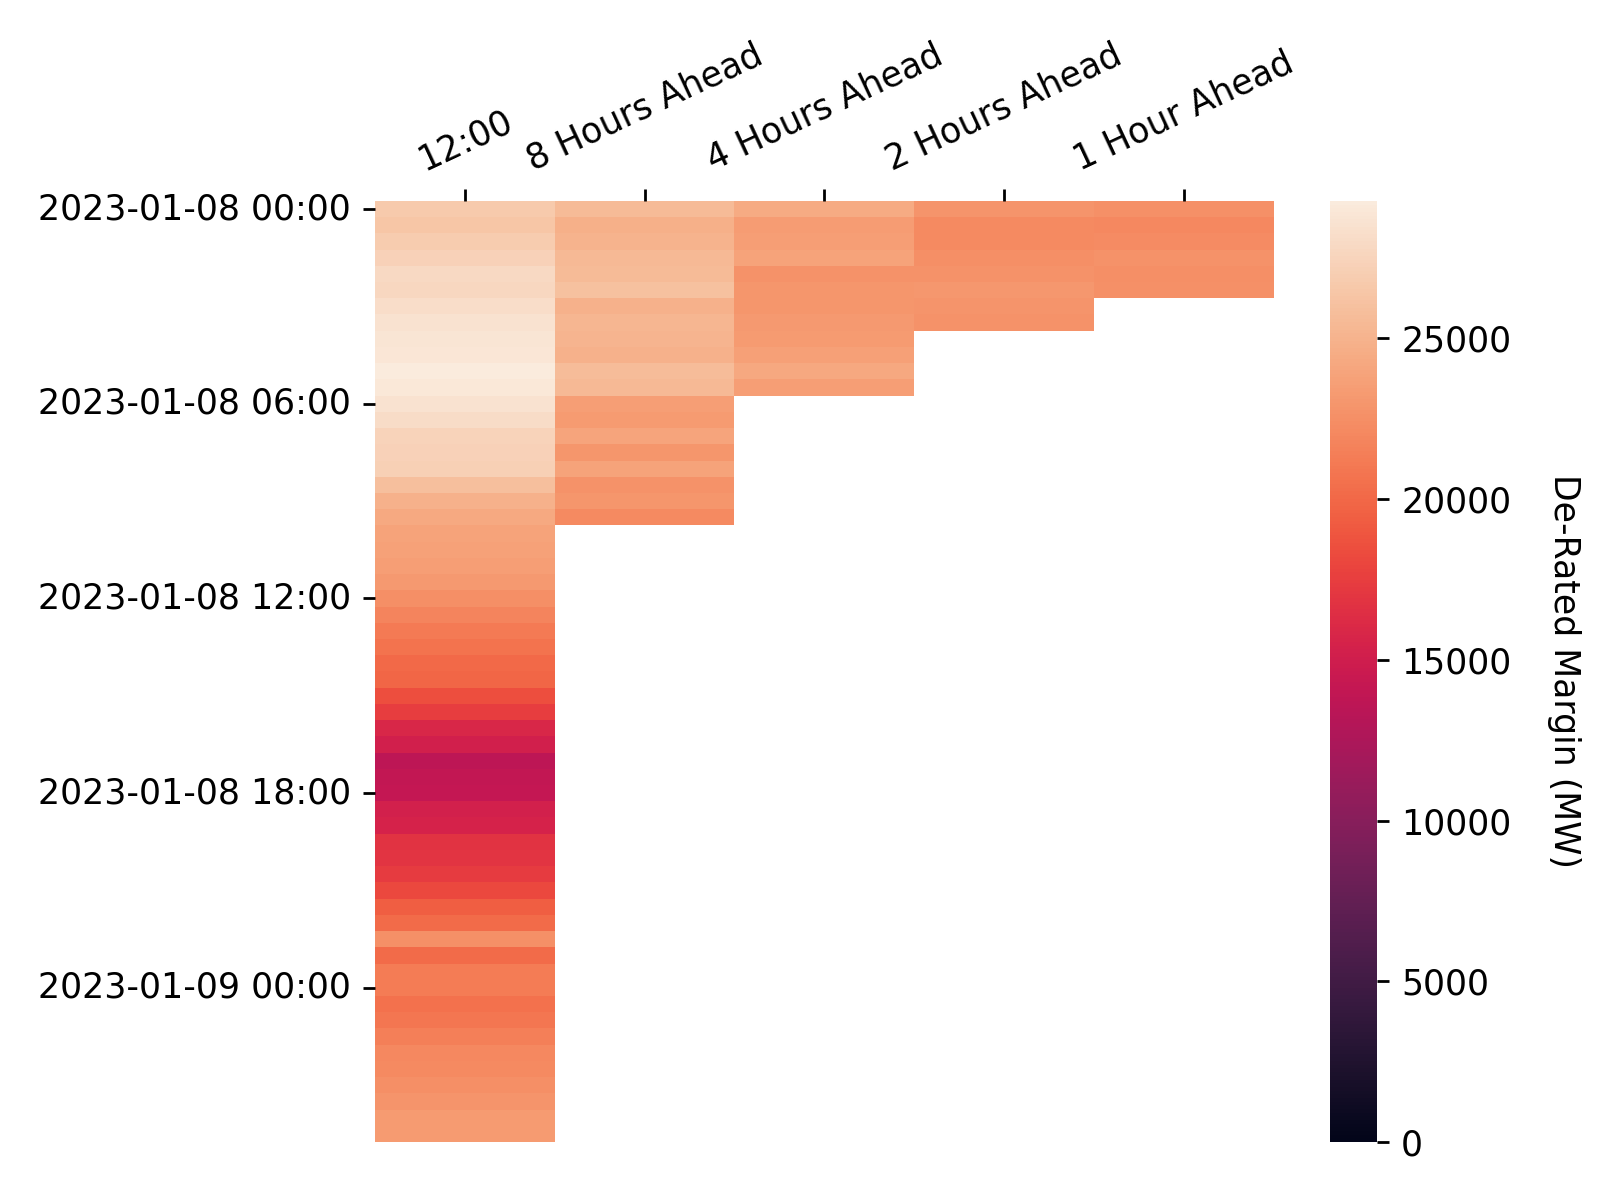 12:00
8 Hours Ahead
4 Hours Ahead
2 Hours Ahead
1 Hour Ahead
2023-01-08 00:00
2023-01-08 06:00
2023-01-08 12:00
2023-01-08 18:00
2023-01-09 00:00
25000
20000
15000
10000
5000
0
De-Rated Margin (MW)